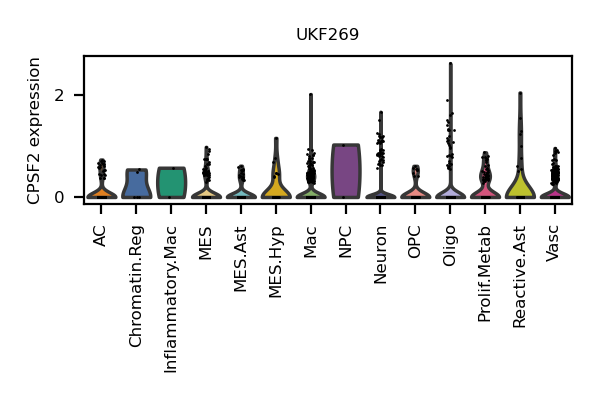 UKF269
CPSF2 expression
2
0
AC
Chromatin.Reg
Inflammatory.Mac
MES
MES.Ast
MES.Hyp
Mac
NPC
Neuron
OPC
Oligo
Prolif.Metab
Reactive.Ast
Vasc